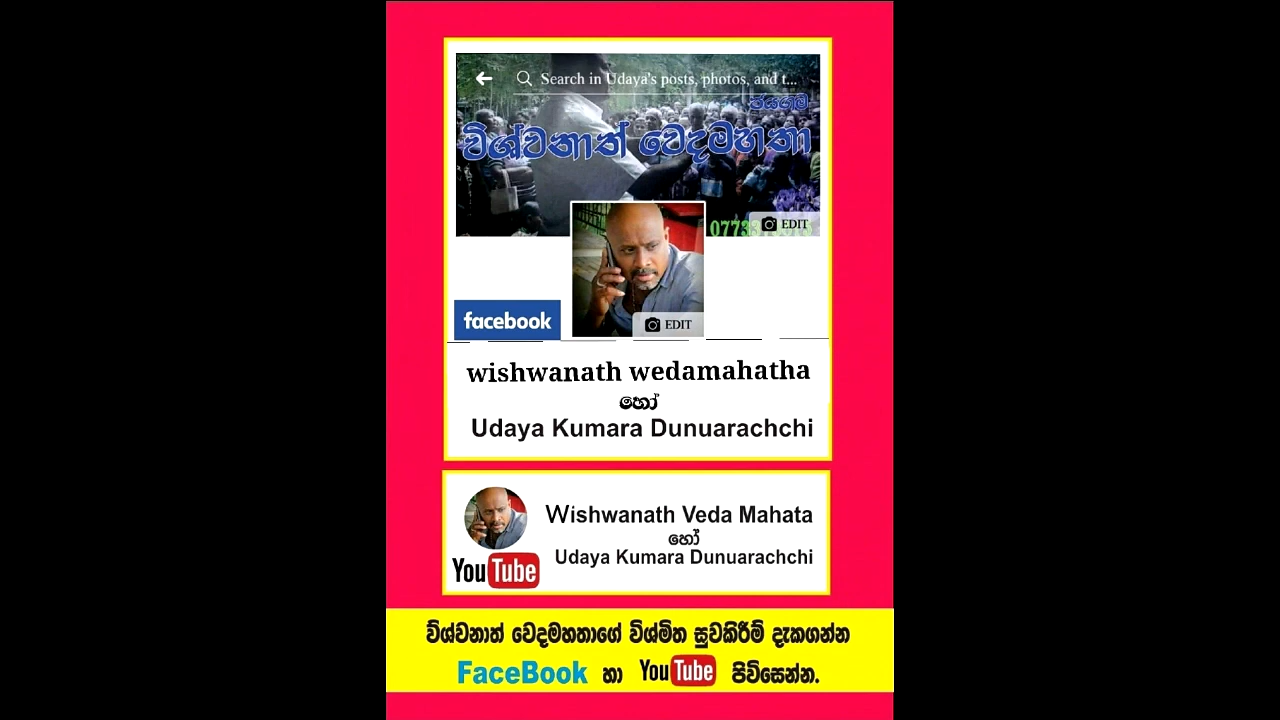 Search in Udaya's posts, photos, and t...
ජයගුම්
විශ්වනාත් වෙදමහතා
EDIT
EDIT
facebook
wishwanath wedamahatha
හෝ
Udaya Kumara Dunuarachchi
Wishwanath Veda Mahata
හෝ
Udaya Kumara Dunuarachchi
YouTube
විශ්වනාත් වෙදමහතාගේ විශ්මිත සුවකිරීම් දැකගන්න
FaceBook හා YouTube පිවිසෙන්න.